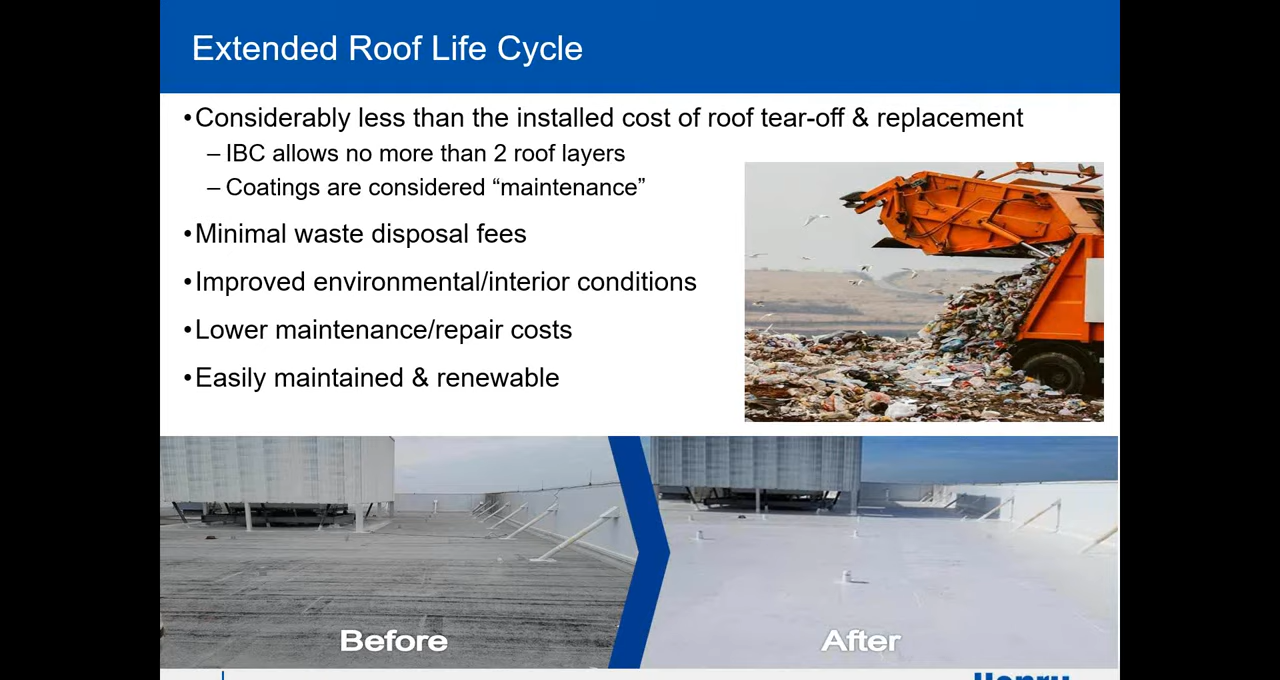 Extended Roof Life Cycle
•Considerably less than the installed cost of roof tear-off & replacement
– IBC allows no more than 2 roof layers
– Coatings are considered “maintenance”
•Minimal waste disposal fees
•Improved environmental/interior conditions
•Lower maintenance/repair costs
•Easily maintained & renewable
Before
After